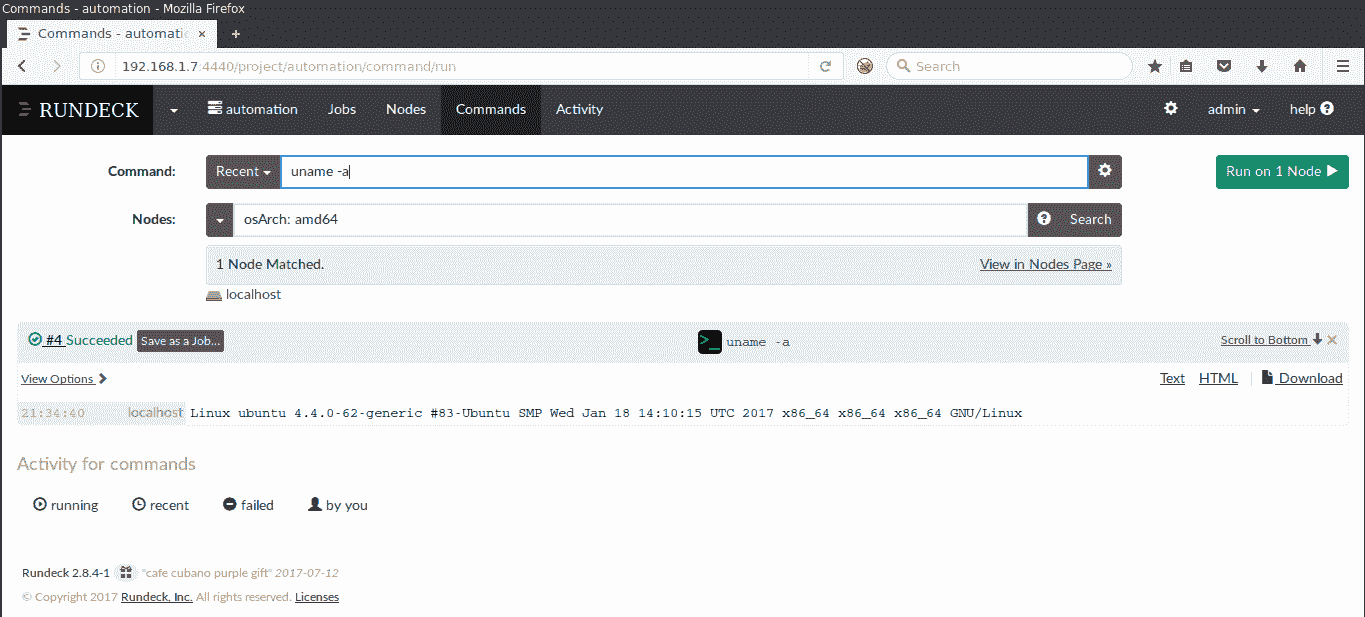 Commands - automation - Mozilla Firefox
Commands - automatio
192.168.1.7:4440/project/automation/command/run
Search
RUNDECK automation Jobs Nodes Commands Activity admin help
Command: Recent uname -a Run on 1 Node
Nodes: osArch: amd64 Search
1 Node Matched. View in Nodes Page »
localhost
#4 Succeeded Save as a Job... >_ uname -a Scroll to Bottom
View Options Text HTML Download
21:34:40 localhost Linux ubuntu 4.4.0-62-generic #83-Ubuntu SMP Wed Jan 18 14:10:15 UTC 2017 x86_64 x86_64 x86_64 GNU/Linux
Activity for commands
running recent failed by you
Rundeck 2.8.4-1 "cafe cubano purple gift" 2017-07-12
© Copyright 2017 Rundeck, Inc. All rights reserved. Licenses